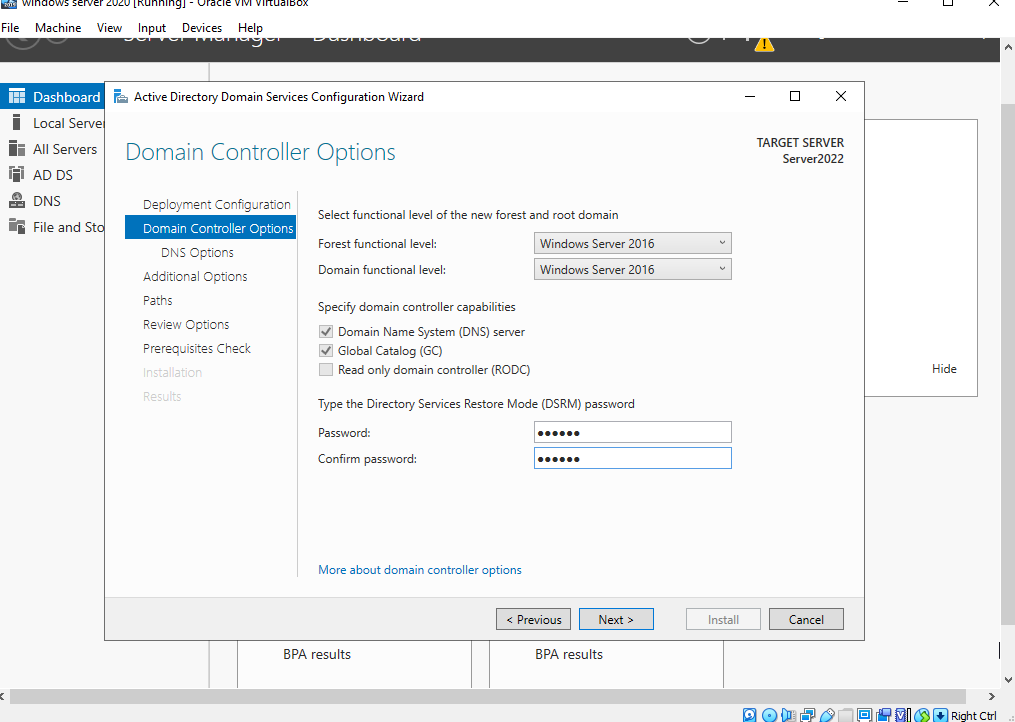 windows server 2020 [Running] - Oracle VM VirtualBox
File Machine View Input Devices Help
Server Manager Dashboard
Dashboard
Local Server
All Servers
AD DS
DNS
File and Sto
Active Directory Domain Services Configuration Wizard
Domain Controller Options
TARGET SERVER
Server2022
Deployment Configuration
Domain Controller Options
DNS Options
Additional Options
Paths
Review Options
Prerequisites Check
Installation
Results
Select functional level of the new forest and root domain
Forest functional level: Windows Server 2016
Domain functional level: Windows Server 2016
Specify domain controller capabilities
Domain Name System (DNS) server
Global Catalog (GC)
Read only domain controller (RODC)
Type the Directory Services Restore Mode (DSRM) password
Password: ●●●●●●
Confirm password: ●●●●●●
More about domain controller options
< Previous Next > Install Cancel
Hide
BPA results BPA results
Right Ctrl